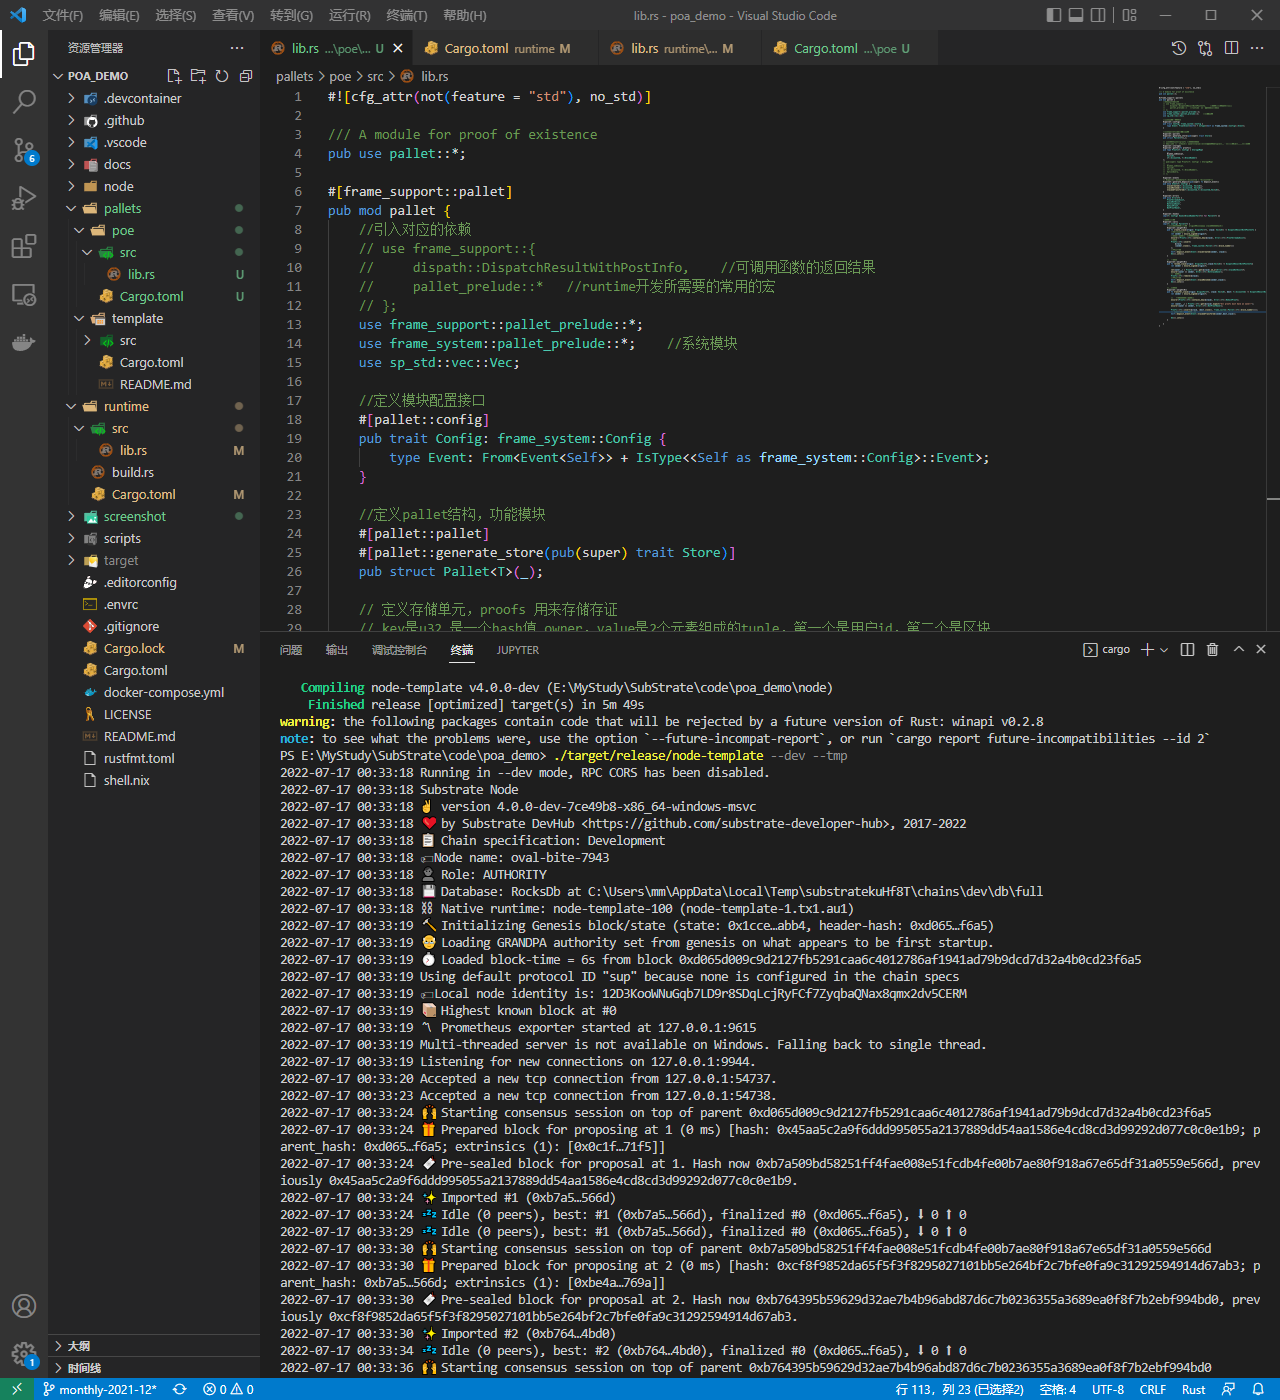 文件(F) 编辑(E) 选择(S) 查看(V) 转到(G) 运行(R) 终端(T) 帮助(H) lib.rs - poa_demo - Visual Studio Code
资源管理器
lib.rs ...\poe\... U
Cargo.toml runtime M
lib.rs runtime\... M
Cargo.toml ...\poe U
POA_DEMO
.devcontainer
.github
.vscode
docs
node
pallets
poe
src
lib.rs U
Cargo.toml U
template
src
Cargo.toml
README.md
runtime
src
lib.rs M
build.rs
Cargo.toml M
screenshot
scripts
target
.editorconfig
.envrc
.gitignore
Cargo.lock M
Cargo.toml
docker-compose.yml
LICENSE
README.md
rustfmt.toml
shell.nix
大纲
时间线
6
1
pallets > poe > src > lib.rs
1 #![cfg_attr(not(feature = "std"), no_std)]
2
3 /// A module for proof of existence
4 pub use pallet::*;
5
6 #[frame_support::pallet]
7 pub mod pallet {
8 //引入对应的依赖
9 // use frame_support::{
10 //     dispath::DispatchResultWithPostInfo,    //可调用函数的返回结果
11 //     pallet_prelude::*   //runtime开发所需要的常用的宏
12 // };
13 use frame_support::pallet_prelude::*;
14 use frame_system::pallet_prelude::*;    //系统模块
15 use sp_std::vec::Vec;
16
17 //定义模块配置接口
18 #[pallet::config]
19 pub trait Config: frame_system::Config {
20 type Event: From<Event<Self>> + IsType<<Self as frame_system::Config>::Event>;
21 }
22
23 //定义pallet结构，功能模块
24 #[pallet::pallet]
25 #[pallet::generate_store(pub(super) trait Store)]
26 pub struct Pallet<T>(_);
27
28 // 定义存储单元，proofs 用来存储存证
29 // key是u32 是一个hash值 owner，value是2个元素组成的tuple，第一个是用户id，第二个是区块
问题 输出 调试控制台 终端 JUPYTER cargo
Compiling node-template v4.0.0-dev (E:\MyStudy\SubStrate\code\poa_demo\node)
Finished release [optimized] target(s) in 5m 49s
warning: the following packages contain code that will be rejected by a future version of Rust: winapi v0.2.8
note: to see what the problems were, use the option `--future-incompat-report`, or run `cargo report future-incompatibilities --id 2`
PS E:\MyStudy\SubStrate\code\poa_demo> ./target/release/node-template --dev --tmp
2022-07-17 00:33:18 Running in --dev mode, RPC CORS has been disabled.
2022-07-17 00:33:18 Substrate Node
2022-07-17 00:33:18 ✌️ version 4.0.0-dev-7ce49b8-x86_64-windows-msvc
2022-07-17 00:33:18 ❤️ by Substrate DevHub <https://github.com/substrate-developer-hub>, 2017-2022
2022-07-17 00:33:18 📋 Chain specification: Development
2022-07-17 00:33:18 🏷 Node name: oval-bite-7943
2022-07-17 00:33:18 👤 Role: AUTHORITY
2022-07-17 00:33:18 💾 Database: RocksDb at C:\Users\mm\AppData\Local\Temp\substratekuHf8T\chains\dev\db\full
2022-07-17 00:33:18 ⛓ Native runtime: node-template-100 (node-template-1.tx1.au1)
2022-07-17 00:33:19 🔨 Initializing Genesis block/state (state: 0x1cce…abb4, header-hash: 0xd065…f6a5)
2022-07-17 00:33:19 👴 Loading GRANDPA authority set from genesis on what appears to be first startup.
2022-07-17 00:33:19 ⏱ Loaded block-time = 6s from block 0xd065d009c9d2127fb5291caa6c4012786af1941ad79b9dcd7d32a4b0cd23f6a5
2022-07-17 00:33:19 Using default protocol ID "sup" because none is configured in the chain specs
2022-07-17 00:33:19 🏷 Local node identity is: 12D3KooWNuGqb7LD9r8SDqLcjRyFCf7ZyqbaQNax8qmx2dv5CERM
2022-07-17 00:33:19 📦 Highest known block at #0
2022-07-17 00:33:19 〽️ Prometheus exporter started at 127.0.0.1:9615
2022-07-17 00:33:19 Multi-threaded server is not available on Windows. Falling back to single thread.
2022-07-17 00:33:19 Listening for new connections on 127.0.0.1:9944.
2022-07-17 00:33:20 Accepted a new tcp connection from 127.0.0.1:54737.
2022-07-17 00:33:23 Accepted a new tcp connection from 127.0.0.1:54738.
2022-07-17 00:33:24 🙌 Starting consensus session on top of parent 0xd065d009c9d2127fb5291caa6c4012786af1941ad79b9dcd7d32a4b0cd23f6a5
2022-07-17 00:33:24 🎁 Prepared block for proposing at 1 (0 ms) [hash: 0x45aa5c2a9f6ddd995055a2137889dd54aa1586e4cd8cd3d99292d077c0c0e1b9; p
arent_hash: 0xd065…f6a5; extrinsics (1): [0x0c1f…71f5]]
2022-07-17 00:33:24 🔖 Pre-sealed block for proposal at 1. Hash now 0xb7a509bd58251ff4fae008e51fcdb4fe00b7ae80f918a67e65df31a0559e566d, prev
iously 0x45aa5c2a9f6ddd995055a2137889dd54aa1586e4cd8cd3d99292d077c0c0e1b9.
2022-07-17 00:33:24 ✨ Imported #1 (0xb7a5…566d)
2022-07-17 00:33:24 💤 Idle (0 peers), best: #1 (0xb7a5…566d), finalized #0 (0xd065…f6a5), ⬇ 0 ⬆ 0
2022-07-17 00:33:29 💤 Idle (0 peers), best: #1 (0xb7a5…566d), finalized #0 (0xd065…f6a5), ⬇ 0 ⬆ 0
2022-07-17 00:33:30 🙌 Starting consensus session on top of parent 0xb7a509bd58251ff4fae008e51fcdb4fe00b7ae80f918a67e65df31a0559e566d
2022-07-17 00:33:30 🎁 Prepared block for proposing at 2 (0 ms) [hash: 0xcf8f9852da65f5f3f8295027101bb5e264bf2c7bfe0fa9c31292594914d67ab3; p
arent_hash: 0xb7a5…566d; extrinsics (1): [0xbe4a…769a]]
2022-07-17 00:33:30 🔖 Pre-sealed block for proposal at 2. Hash now 0xb764395b59629d32ae7b4b96abd87d6c7b0236355a3689ea0f8f7b2ebf994bd0, prev
iously 0xcf8f9852da65f5f3f8295027101bb5e264bf2c7bfe0fa9c31292594914d67ab3.
2022-07-17 00:33:30 ✨ Imported #2 (0xb764…4bd0)
2022-07-17 00:33:34 💤 Idle (0 peers), best: #2 (0xb764…4bd0), finalized #0 (0xd065…f6a5), ⬇ 0 ⬆ 0
2022-07-17 00:33:36 🙌 Starting consensus session on top of parent 0xb764395b59629d32ae7b4b96abd87d6c7b0236355a3689ea0f8f7b2ebf994bd0
monthly-2021-12* 0 0 行 113，列 23 (已选择2) 空格: 4 UTF-8 CRLF Rust